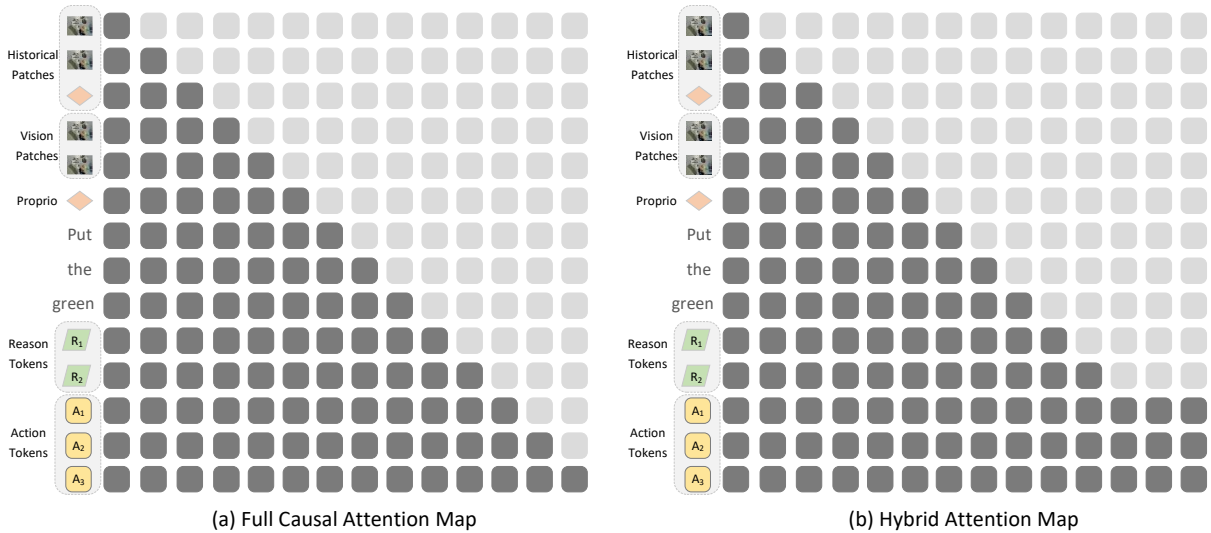 Historical
Patches
Vision
Patches
Proprio
Put
the
green
Reason
Tokens
R1
R2
Action
Tokens
A1
A2
A3
(a) Full Causal Attention Map
Historical
Patches
Vision
Patches
Proprio
Put
the
green
Reason
Tokens
R1
R2
Action
Tokens
A1
A2
A3
(b) Hybrid Attention Map